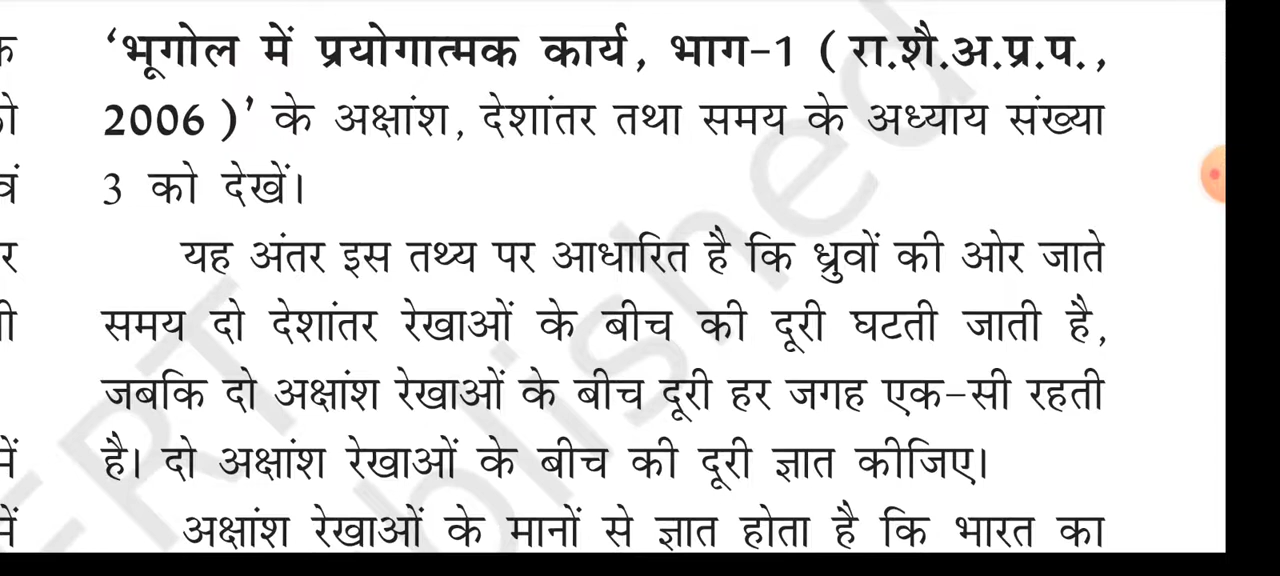 ‘भूगोल में प्रयोगात्मक कार्य, भाग-1 ( रा.शै.अ.प्र.प.,
2006 )’ के अक्षांश, देशांतर तथा समय के अध्याय संख्या
3 को देखें।
यह अंतर इस तथ्य पर आधारित है कि ध्रुवों की ओर जाते
समय दो देशांतर रेखाओं के बीच की दूरी घटती जाती है,
जबकि दो अक्षांश रेखाओं के बीच दूरी हर जगह एक-सी रहती
है। दो अक्षांश रेखाओं के बीच की दूरी ज्ञात कीजिए।
अक्षांश रेखाओं के मानों से ज्ञात होता है कि भारत का